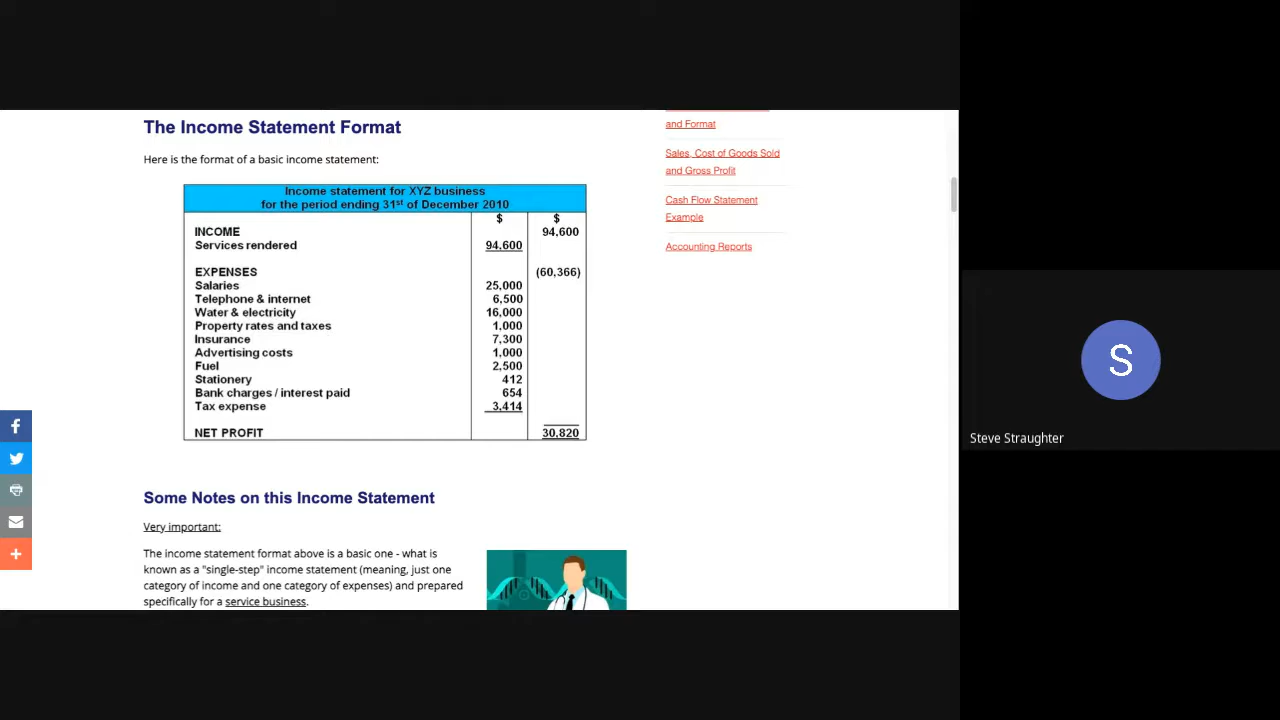 The Income Statement Format
Here is the format of a basic income statement:
Income statement for XYZ business
for the period ending 31st of December 2010
$ $
INCOME 94,600
Services rendered 94,600
EXPENSES (60,366)
Salaries 25,000
Telephone & internet 6,500
Water & electricity 16,000
Property rates and taxes 1,000
Insurance 7,300
Advertising costs 1,000
Fuel 2,500
Stationery 412
Bank charges / interest paid 654
Tax expense 3,414
NET PROFIT 30,820
Some Notes on this Income Statement
Very important:
The income statement format above is a basic one - what is
known as a "single-step" income statement (meaning, just one
category of income and one category of expenses) and prepared
specifically for a service business.
and Format
Sales, Cost of Goods Sold
and Gross Profit
Cash Flow Statement
Example
Accounting Reports
S
Steve Straughter